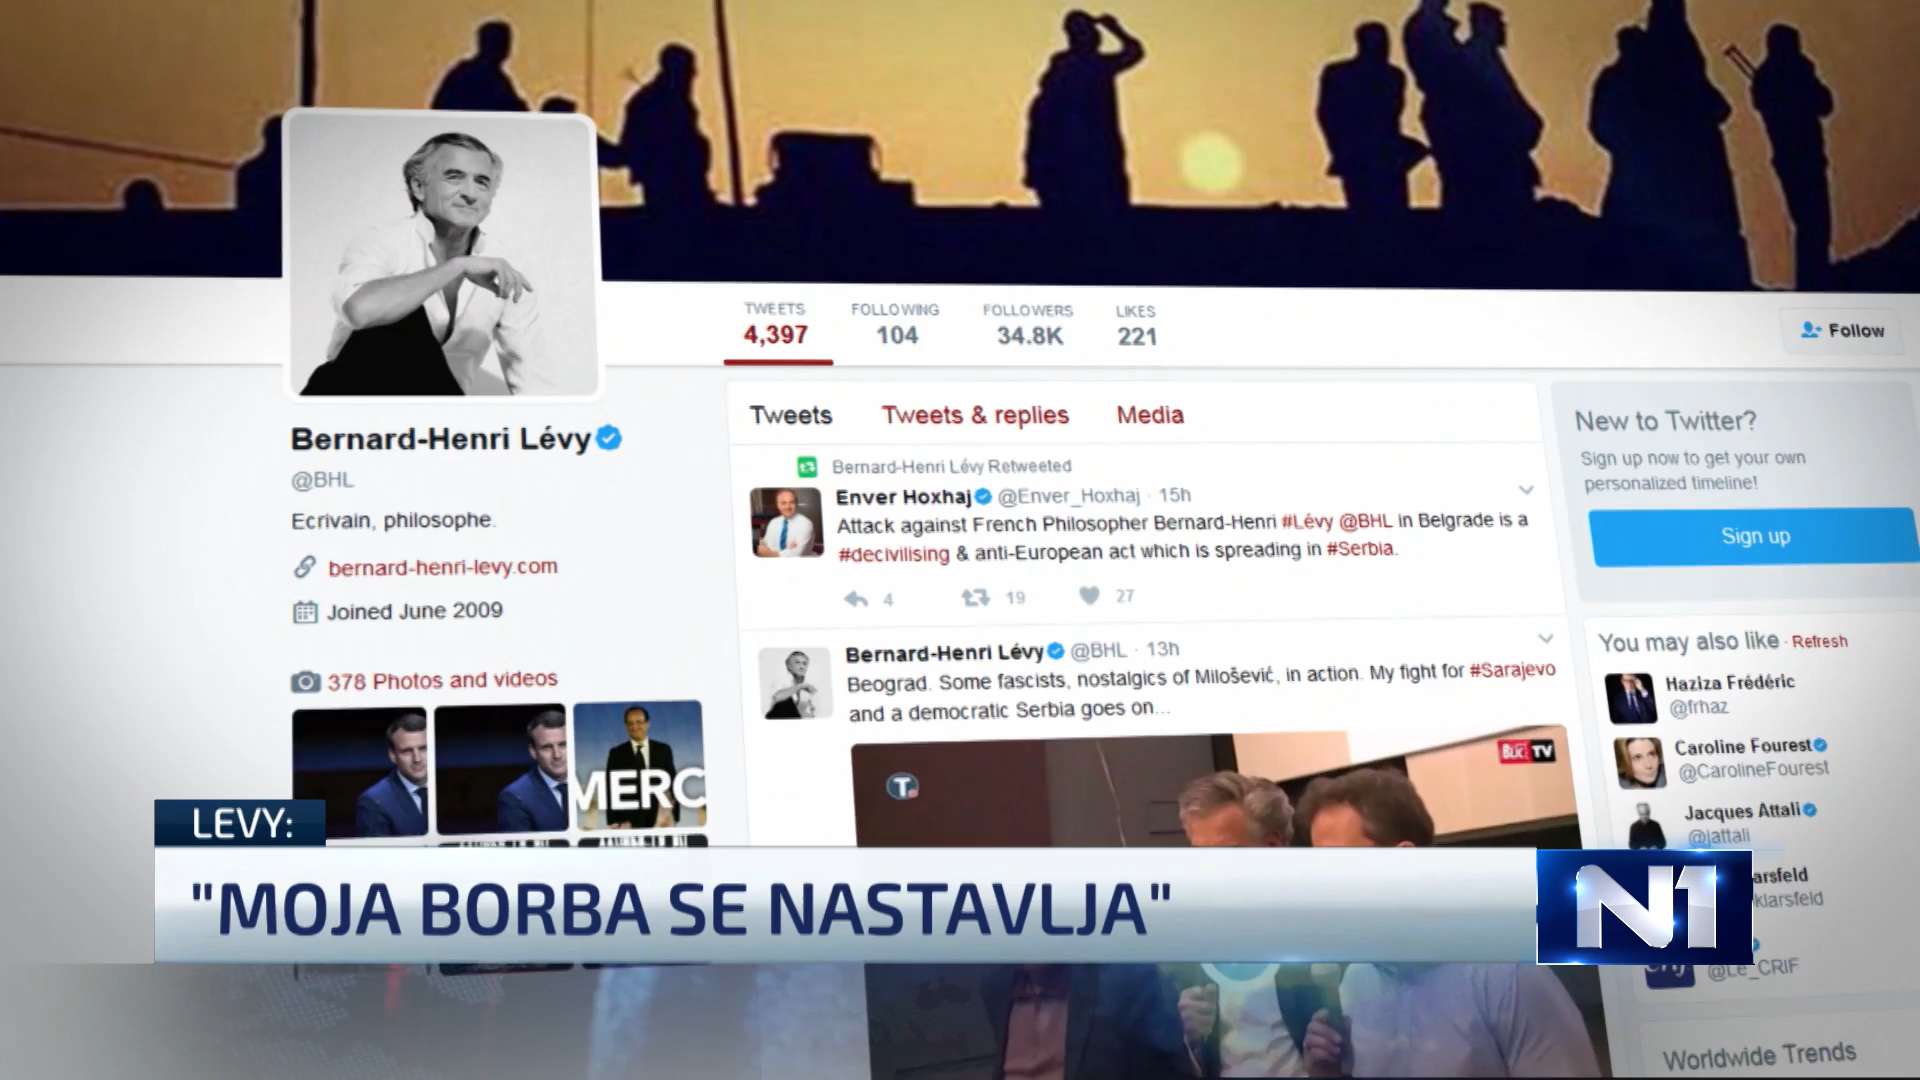 TWEETS
4,397
FOLLOWING
104
FOLLOWERS
34.8K
LIKES
221
Follow
Bernard-Henri Lévy
@BHL
Ecrivain, philosophe.
bernard-henri-levy.com
Joined June 2009
378 Photos and videos
MERC
Tweets Tweets & replies Media
Bernard-Henri Lévy Retweeted
Enver Hoxhaj @Enver_Hoxhaj · 15h
Attack against French Philosopher Bernard-Henri #Lévy @BHL in Belgrade is a
#decivilising & anti-European act which is spreading in #Serbia.
4 19 27
Bernard-Henri Lévy @BHL · 13h
Beograd. Some fascists, nostalgics of Milošević, in action. My fight for #Sarajevo
and a democratic Serbia goes on...
T
BLIC TV
New to Twitter?
Sign up now to get your own
personalized timeline!
Sign up
You may also like · Refresh
Haziza Frédéric
@frhaz
Caroline Fourest
@CarolineFourest
Jacques Attali
@jattali
arsfeld
klarsfeld
@Le_CRIF
Worldwide Trends
LEVY:
"MOJA BORBA SE NASTAVLJA"
N1